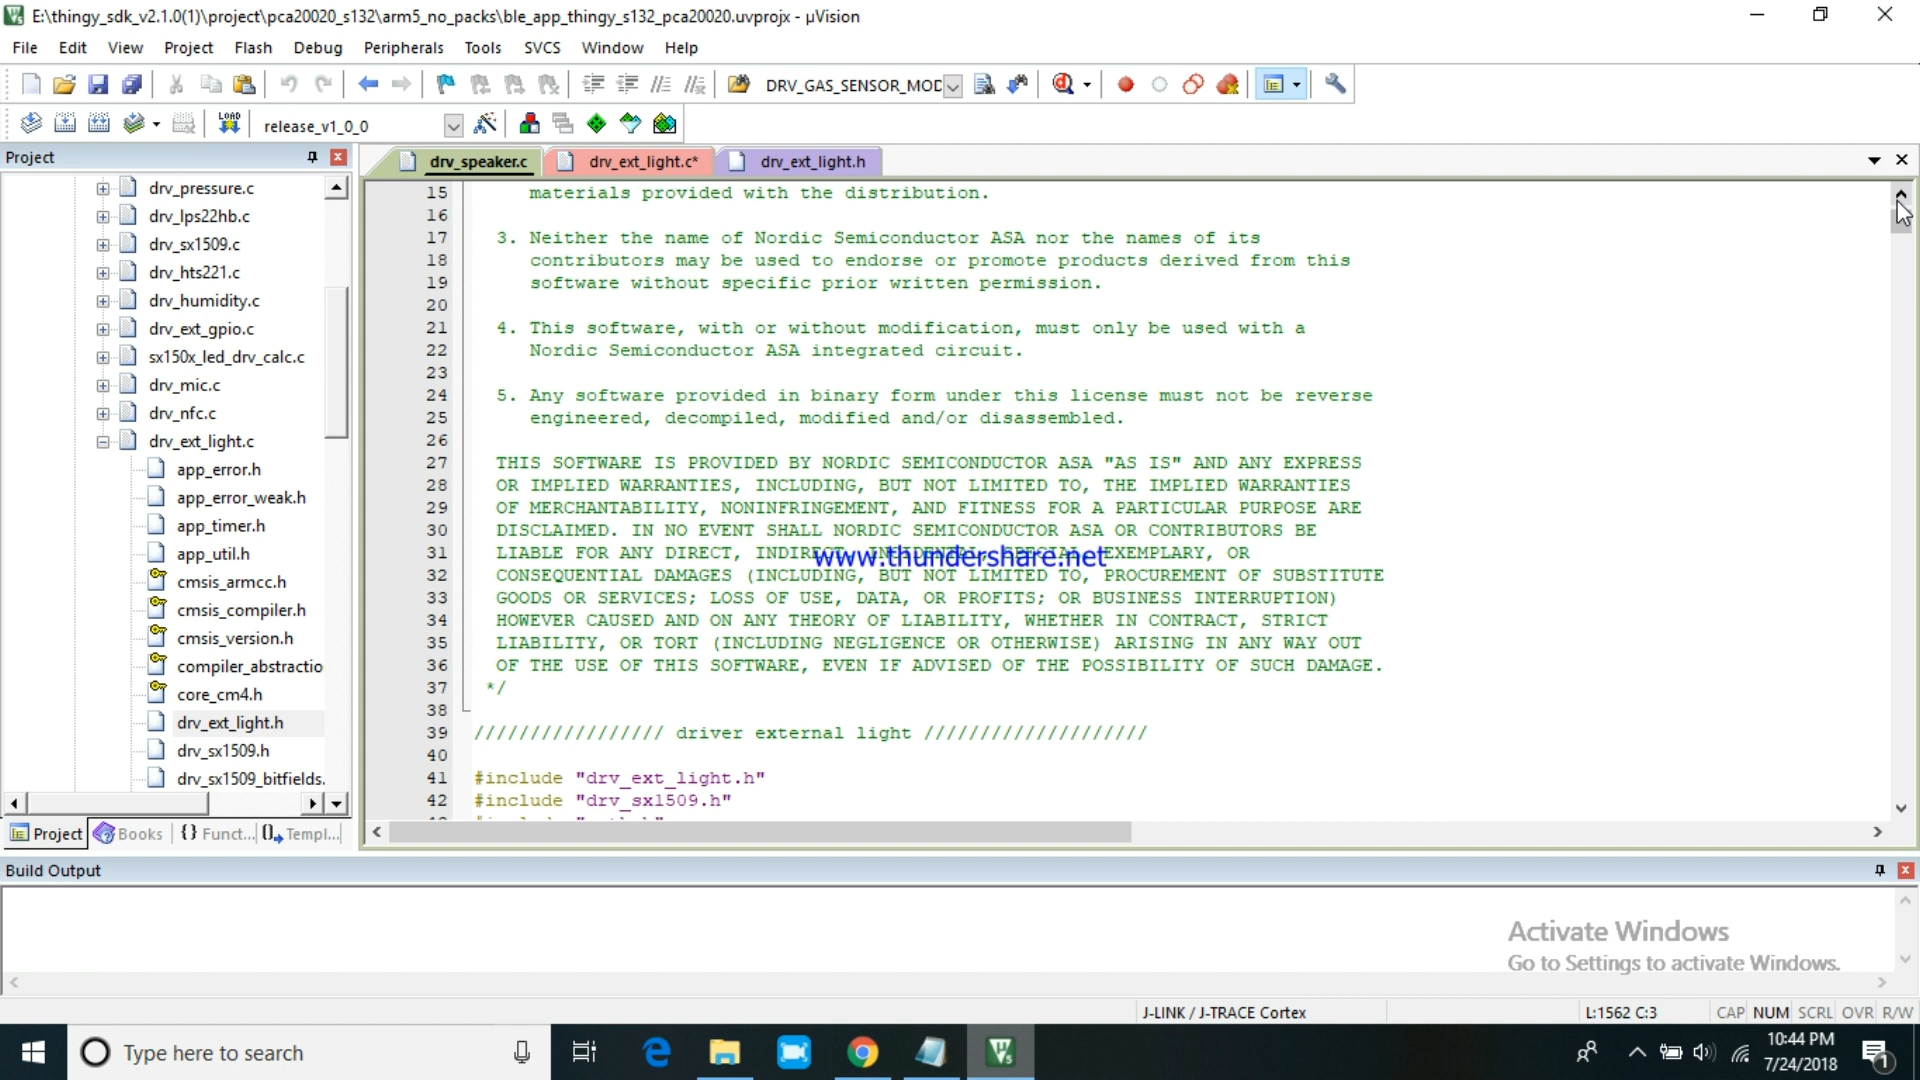 E:\thingy_sdk_v2.1.0(1)\project\pca20020_s132\arm5_no_packs\ble_app_thingy_s132_pca20020.uvprojx - µVision
File Edit View Project Flash Debug Peripherals Tools SVCS Window Help
DRV_GAS_SENSOR_MOD
LOAD release_v1_0_0
Project
drv_speaker.c drv_ext_light.c* drv_ext_light.h
drv_pressure.c
drv_lps22hb.c
drv_sx1509.c
drv_hts221.c
drv_humidity.c
drv_ext_gpio.c
sx150x_led_drv_calc.c
drv_mic.c
drv_nfc.c
drv_ext_light.c
app_error.h
app_error_weak.h
app_timer.h
app_util.h
cmsis_armcc.h
cmsis_compiler.h
cmsis_version.h
compiler_abstractio
core_cm4.h
drv_ext_light.h
drv_sx1509.h
drv_sx1509_bitfields.
Project Books {} Funct... Templ...
15 materials provided with the distribution.
16
17 3. Neither the name of Nordic Semiconductor ASA nor the names of its
18 contributors may be used to endorse or promote products derived from this
19 software without specific prior written permission.
20
21 4. This software, with or without modification, must only be used with a
22 Nordic Semiconductor ASA integrated circuit.
23
24 5. Any software provided in binary form under this license must not be reverse
25 engineered, decompiled, modified and/or disassembled.
26
27 THIS SOFTWARE IS PROVIDED BY NORDIC SEMICONDUCTOR ASA "AS IS" AND ANY EXPRESS
28 OR IMPLIED WARRANTIES, INCLUDING, BUT NOT LIMITED TO, THE IMPLIED WARRANTIES
29 OF MERCHANTABILITY, NONINFRINGEMENT, AND FITNESS FOR A PARTICULAR PURPOSE ARE
30 DISCLAIMED. IN NO EVENT SHALL NORDIC SEMICONDUCTOR ASA OR CONTRIBUTORS BE
31 LIABLE FOR ANY DIRECT, INDIRECT, INCIDENTAL, SPECIAL, EXEMPLARY, OR
www.thundershare.net
32 CONSEQUENTIAL DAMAGES (INCLUDING, BUT NOT LIMITED TO, PROCUREMENT OF SUBSTITUTE
33 GOODS OR SERVICES; LOSS OF USE, DATA, OR PROFITS; OR BUSINESS INTERRUPTION)
34 HOWEVER CAUSED AND ON ANY THEORY OF LIABILITY, WHETHER IN CONTRACT, STRICT
35 LIABILITY, OR TORT (INCLUDING NEGLIGENCE OR OTHERWISE) ARISING IN ANY WAY OUT
36 OF THE USE OF THIS SOFTWARE, EVEN IF ADVISED OF THE POSSIBILITY OF SUCH DAMAGE.
37 */
38
39 ///////////////// driver external light ////////////////////
40
41 #include "drv_ext_light.h"
42 #include "drv_sx1509.h"
Build Output
Activate Windows
Go to Settings to activate Windows.
J-LINK / J-TRACE Cortex L:1562 C:3 CAP NUM SCRL OVR R/W
Type here to search
10:44 PM
7/24/2018
1